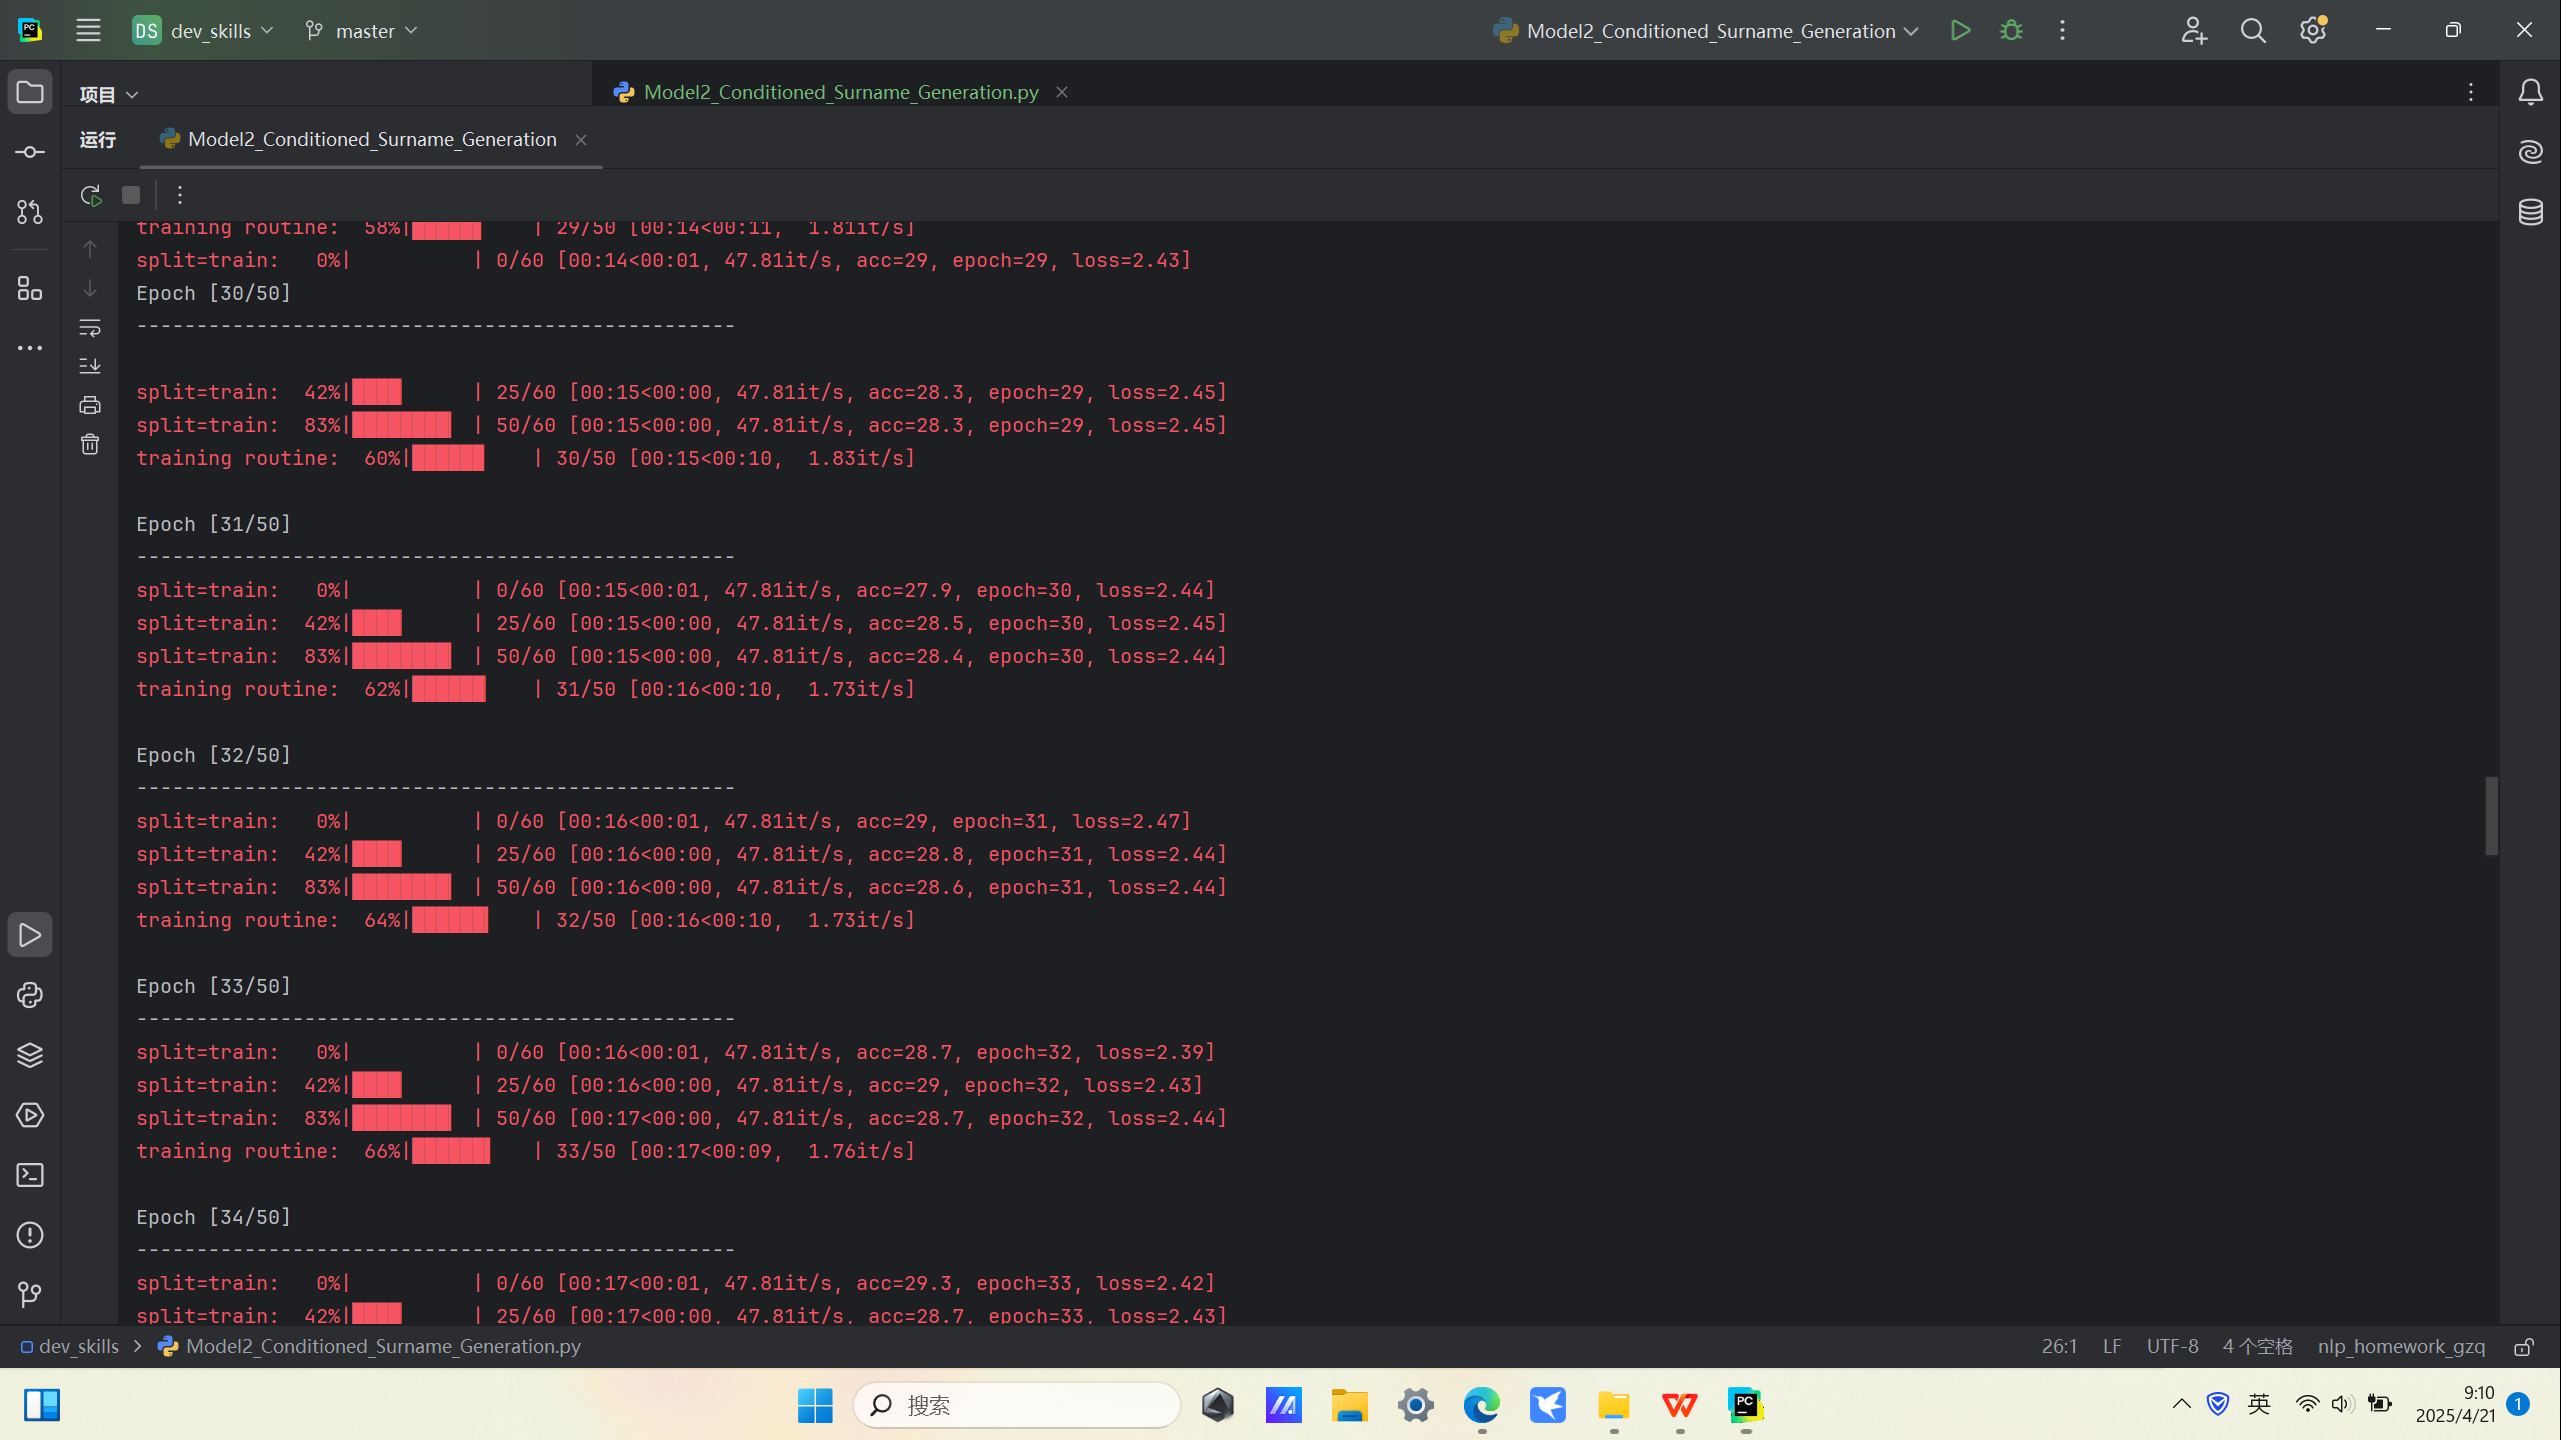 DS dev_skills master Model2_Conditioned_Surname_Generation
项目 Model2_Conditioned_Surname_Generation.py
运行 Model2_Conditioned_Surname_Generation
training routine:  58%| | 29/50 [00:14<00:11,  1.81it/s]
split=train:   0%| | 0/60 [00:14<00:01, 47.81it/s, acc=29, epoch=29, loss=2.43]
Epoch [30/50]
--------------------------------------------------
split=train:  42%| | 25/60 [00:15<00:00, 47.81it/s, acc=28.3, epoch=29, loss=2.45]
split=train:  83%| | 50/60 [00:15<00:00, 47.81it/s, acc=28.3, epoch=29, loss=2.45]
training routine:  60%| | 30/50 [00:15<00:10,  1.83it/s]
Epoch [31/50]
--------------------------------------------------
split=train:   0%| | 0/60 [00:15<00:01, 47.81it/s, acc=27.9, epoch=30, loss=2.44]
split=train:  42%| | 25/60 [00:15<00:00, 47.81it/s, acc=28.5, epoch=30, loss=2.45]
split=train:  83%| | 50/60 [00:15<00:00, 47.81it/s, acc=28.4, epoch=30, loss=2.44]
training routine:  62%| | 31/50 [00:16<00:10,  1.73it/s]
Epoch [32/50]
--------------------------------------------------
split=train:   0%| | 0/60 [00:16<00:01, 47.81it/s, acc=29, epoch=31, loss=2.47]
split=train:  42%| | 25/60 [00:16<00:00, 47.81it/s, acc=28.8, epoch=31, loss=2.44]
split=train:  83%| | 50/60 [00:16<00:00, 47.81it/s, acc=28.6, epoch=31, loss=2.44]
training routine:  64%| | 32/50 [00:16<00:10,  1.73it/s]
Epoch [33/50]
--------------------------------------------------
split=train:   0%| | 0/60 [00:16<00:01, 47.81it/s, acc=28.7, epoch=32, loss=2.39]
split=train:  42%| | 25/60 [00:16<00:00, 47.81it/s, acc=29, epoch=32, loss=2.43]
split=train:  83%| | 50/60 [00:17<00:00, 47.81it/s, acc=28.7, epoch=32, loss=2.44]
training routine:  66%| | 33/50 [00:17<00:09,  1.76it/s]
Epoch [34/50]
--------------------------------------------------
split=train:   0%| | 0/60 [00:17<00:01, 47.81it/s, acc=29.3, epoch=33, loss=2.42]
split=train:  42%| | 25/60 [00:17<00:00, 47.81it/s, acc=28.7, epoch=33, loss=2.43]
dev_skills > Model2_Conditioned_Surname_Generation.py 26:1 LF UTF-8 4 个空格 nlp_homework_gzq
搜索 英 9:10
2025/4/21 1